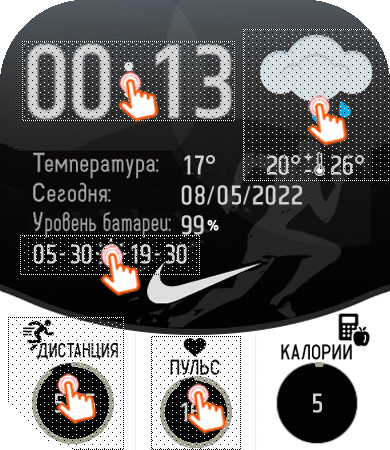 00:13
20° 26°
Температура: 17°
Сегодня: 08/05/2022
Уровень батареи: 99%
05-30 19-30
ДИСТАНЦИЯ
ПУЛЬС
КАЛОРИИ
5